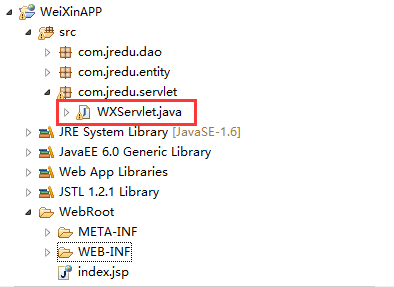 WeiXinAPP
src
com.jredu.dao
com.jredu.entity
com.jredu.servlet
WXServlet.java
JRE System Library [JavaSE-1.6]
JavaEE 6.0 Generic Library
Web App Libraries
JSTL 1.2.1 Library
WebRoot
META-INF
WEB-INF
index.jsp